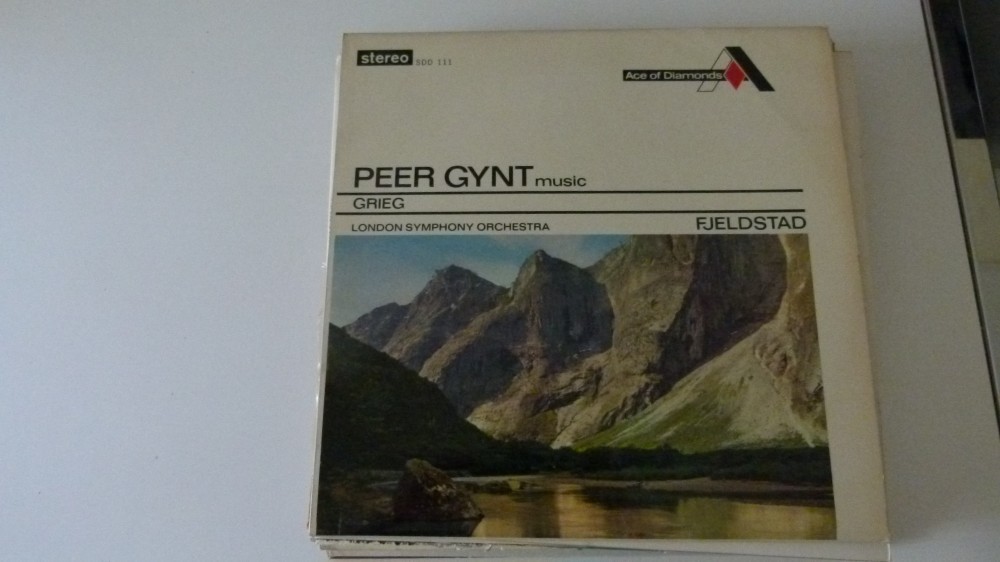 stereo SDD 111
Ace of Diamonds
PEER GYNT music
GRIEG
LONDON SYMPHONY ORCHESTRA FJELDSTAD